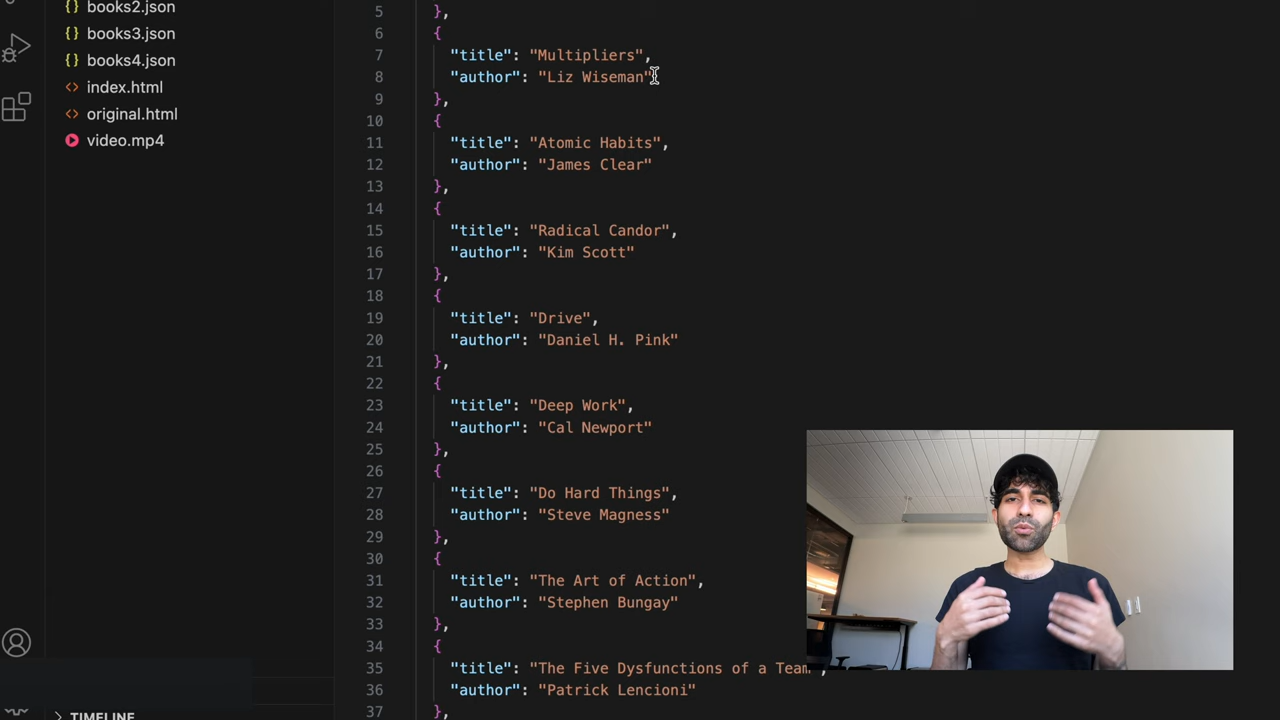 books2.json
books3.json
books4.json
index.html
original.html
video.mp4
TIMELINE
5 },
6 {
7 "title": "Multipliers",
8 "author": "Liz Wiseman"
9 },
10 {
11 "title": "Atomic Habits",
12 "author": "James Clear"
13 },
14 {
15 "title": "Radical Candor",
16 "author": "Kim Scott"
17 },
18 {
19 "title": "Drive",
20 "author": "Daniel H. Pink"
21 },
22 {
23 "title": "Deep Work",
24 "author": "Cal Newport"
25 },
26 {
27 "title": "Do Hard Things",
28 "author": "Steve Magness"
29 },
30 {
31 "title": "The Art of Action",
32 "author": "Stephen Bungay"
33 },
34 {
35 "title": "The Five Dysfunctions of a Team",
36 "author": "Patrick Lencioni"
37 },